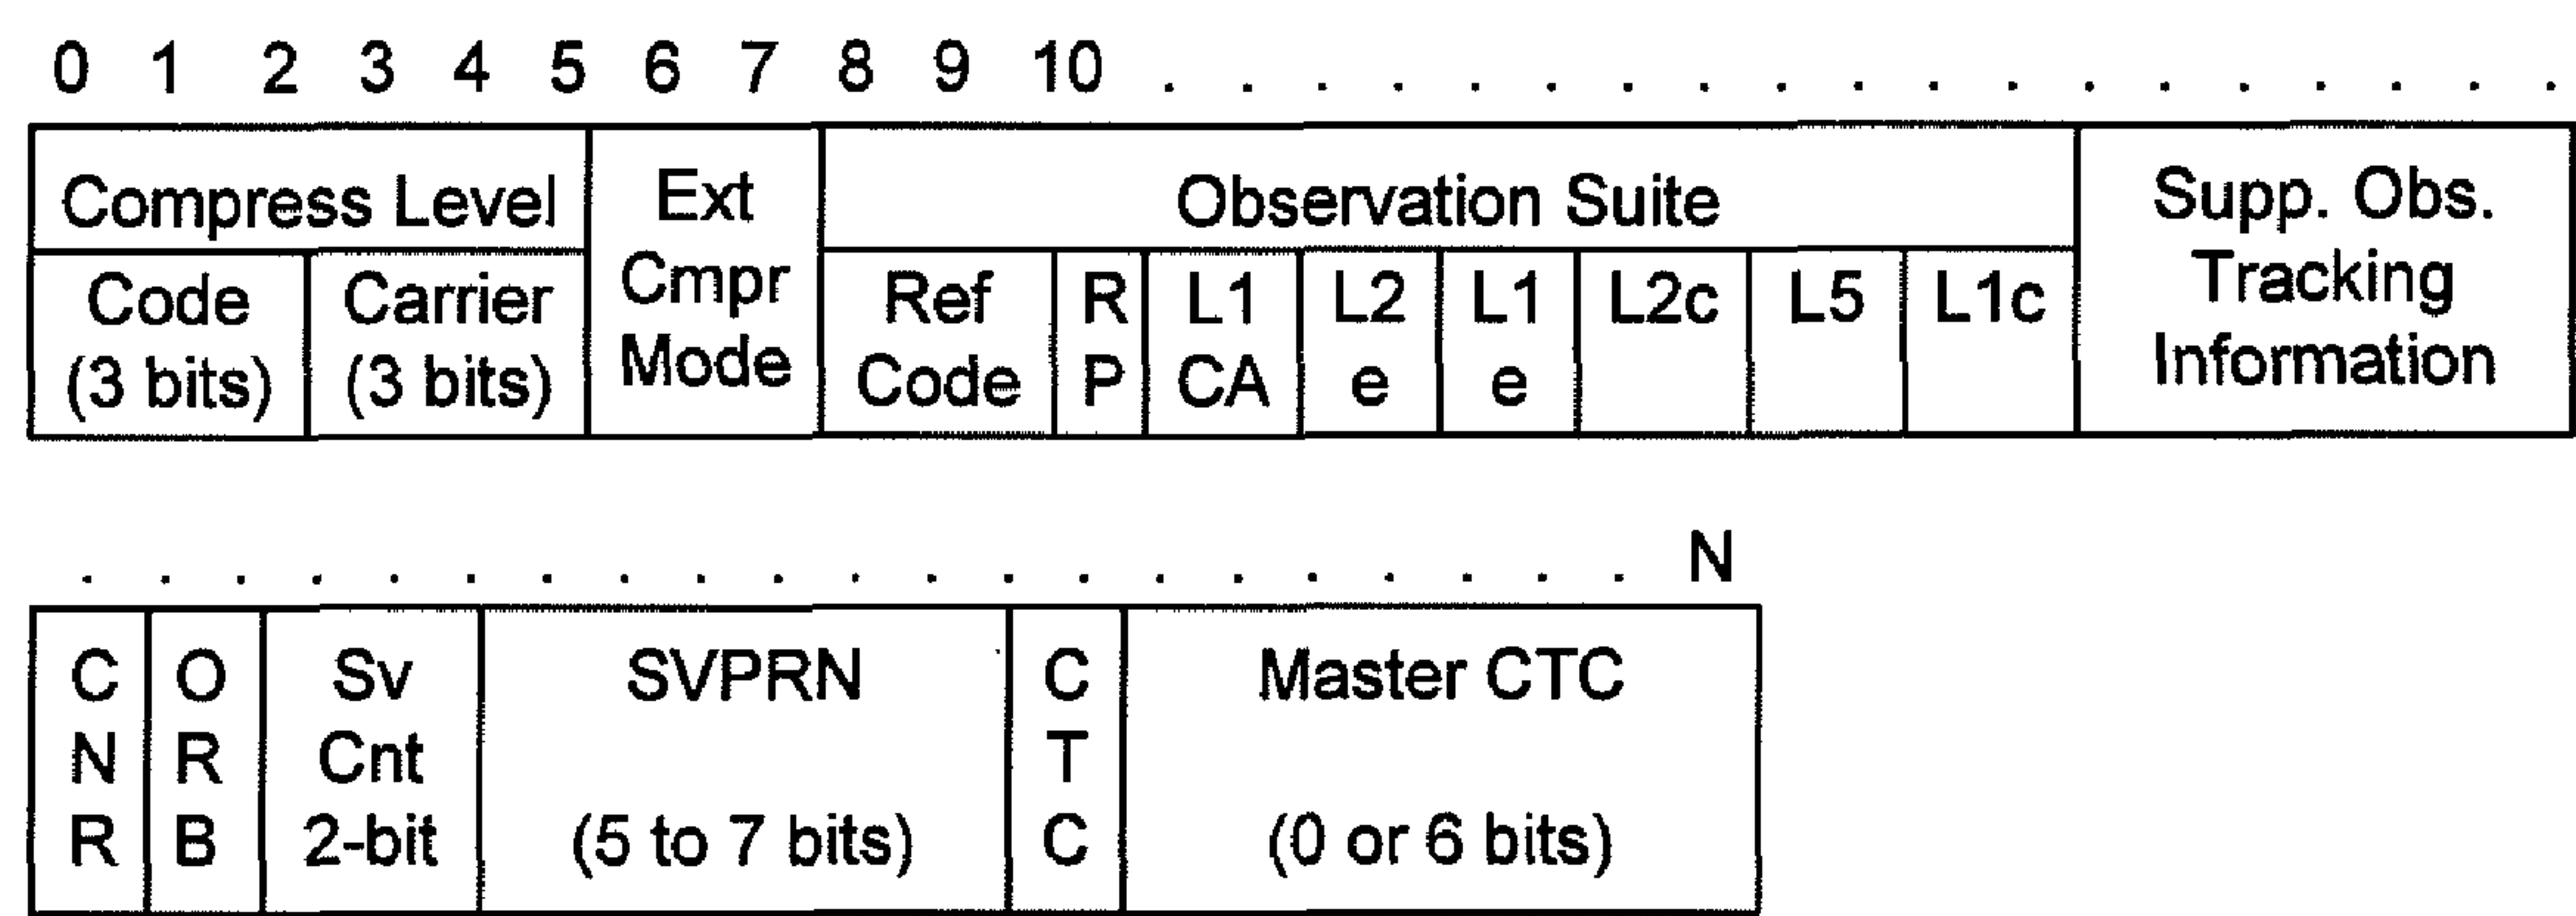 0 1 2 3 4 5 6 7 8 9 10 . . . . . . . . . . . . . . . . . . .
Compress Level
Code
(3 bits)
Carrier
(3 bits)
Ext
Cmpr
Mode
Observation Suite
Ref
Code
R
P
L1
CA
L2
e
L1
e
L2c
L5
L1c
Supp. Obs.
Tracking
Information
. . . . . . . . . . . . . . . . . . . . . N
C
N
R
O
R
B
Sv
Cnt
2-bit
SVPRN
(5 to 7 bits)
C
T
C
Master CTC
(0 or 6 bits)